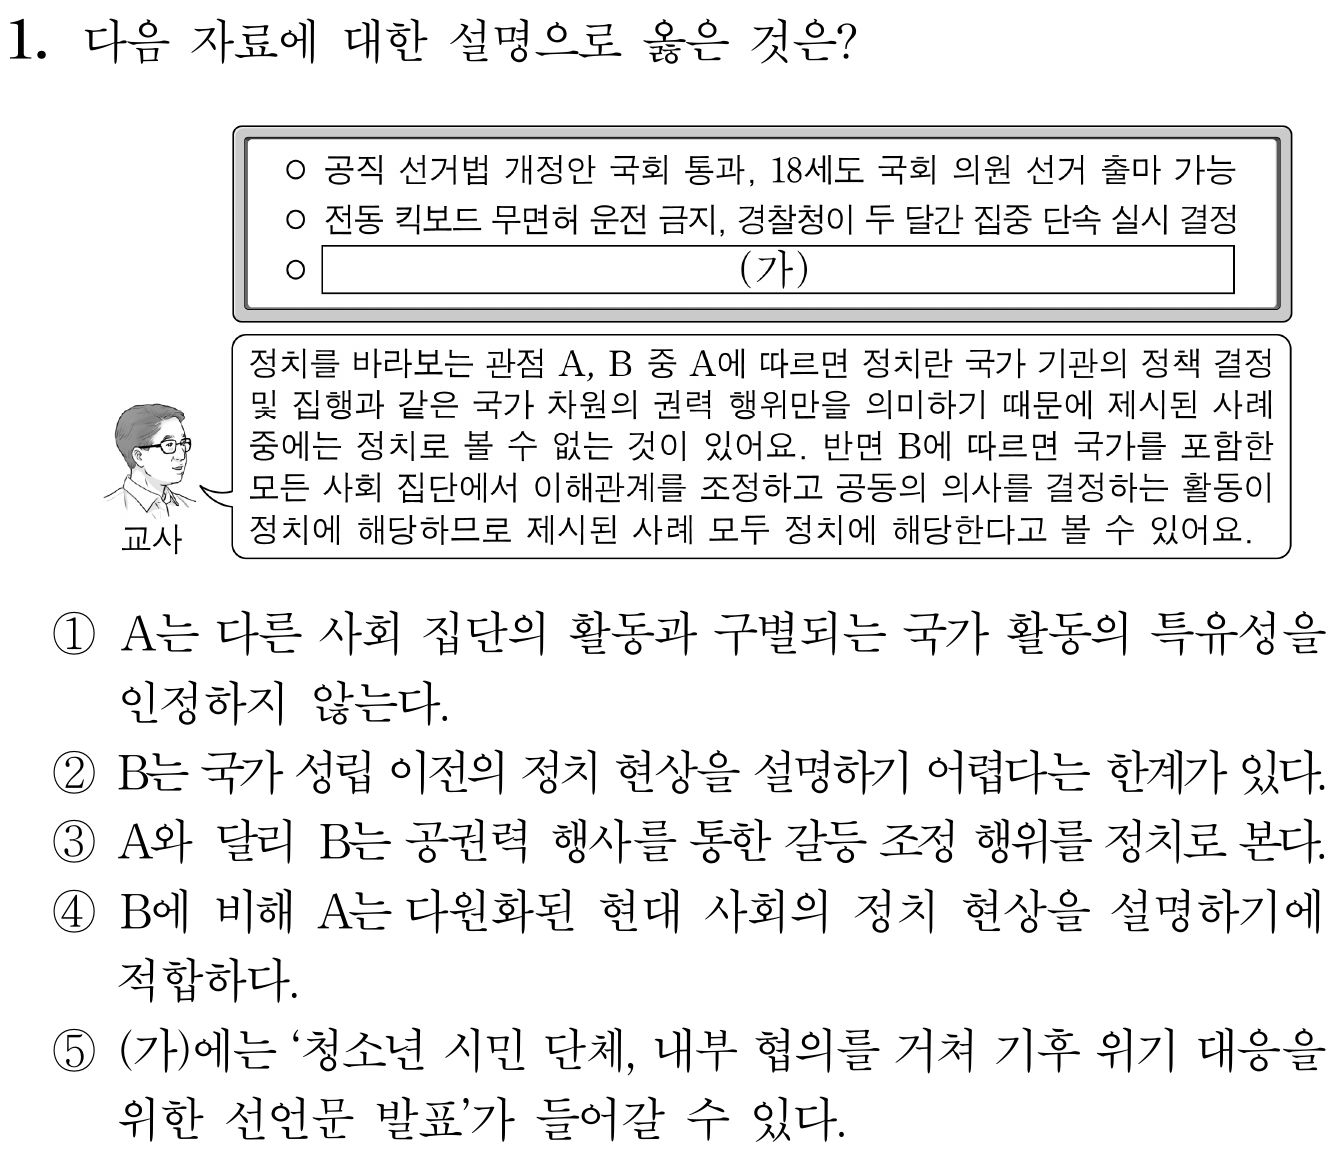 1. 다음 자료에 대한 설명으로 옳은 것은?
○ 공직 선거법 개정안 국회 통과, 18세도 국회 의원 선거 출마 가능
○ 전동 킥보드 무면허 운전 금지, 경찰청이 두 달간 집중 단속 실시 결정
○ (가)
정치를 바라보는 관점 A, B 중 A에 따르면 정치란 국가 기관의 정책 결정
및 집행과 같은 국가 차원의 권력 행위만을 의미하기 때문에 제시된 사례
중에는 정치로 볼 수 없는 것이 있어요. 반면 B에 따르면 국가를 포함한
모든 사회 집단에서 이해관계를 조정하고 공동의 의사를 결정하는 활동이
정치에 해당하므로 제시된 사례 모두 정치에 해당한다고 볼 수 있어요.
교사
① A는 다른 사회 집단의 활동과 구별되는 국가 활동의 특유성을
인정하지 않는다.
② B는 국가 성립 이전의 정치 현상을 설명하기 어렵다는 한계가 있다.
③ A와 달리 B는 공권력 행사를 통한 갈등 조정 행위를 정치로 본다.
④ B에 비해 A는 다원화된 현대 사회의 정치 현상을 설명하기에
적합하다.
⑤ (가)에는 ‘청소년 시민 단체, 내부 협의를 거쳐 기후 위기 대응을
위한 선언문 발표’가 들어갈 수 있다.